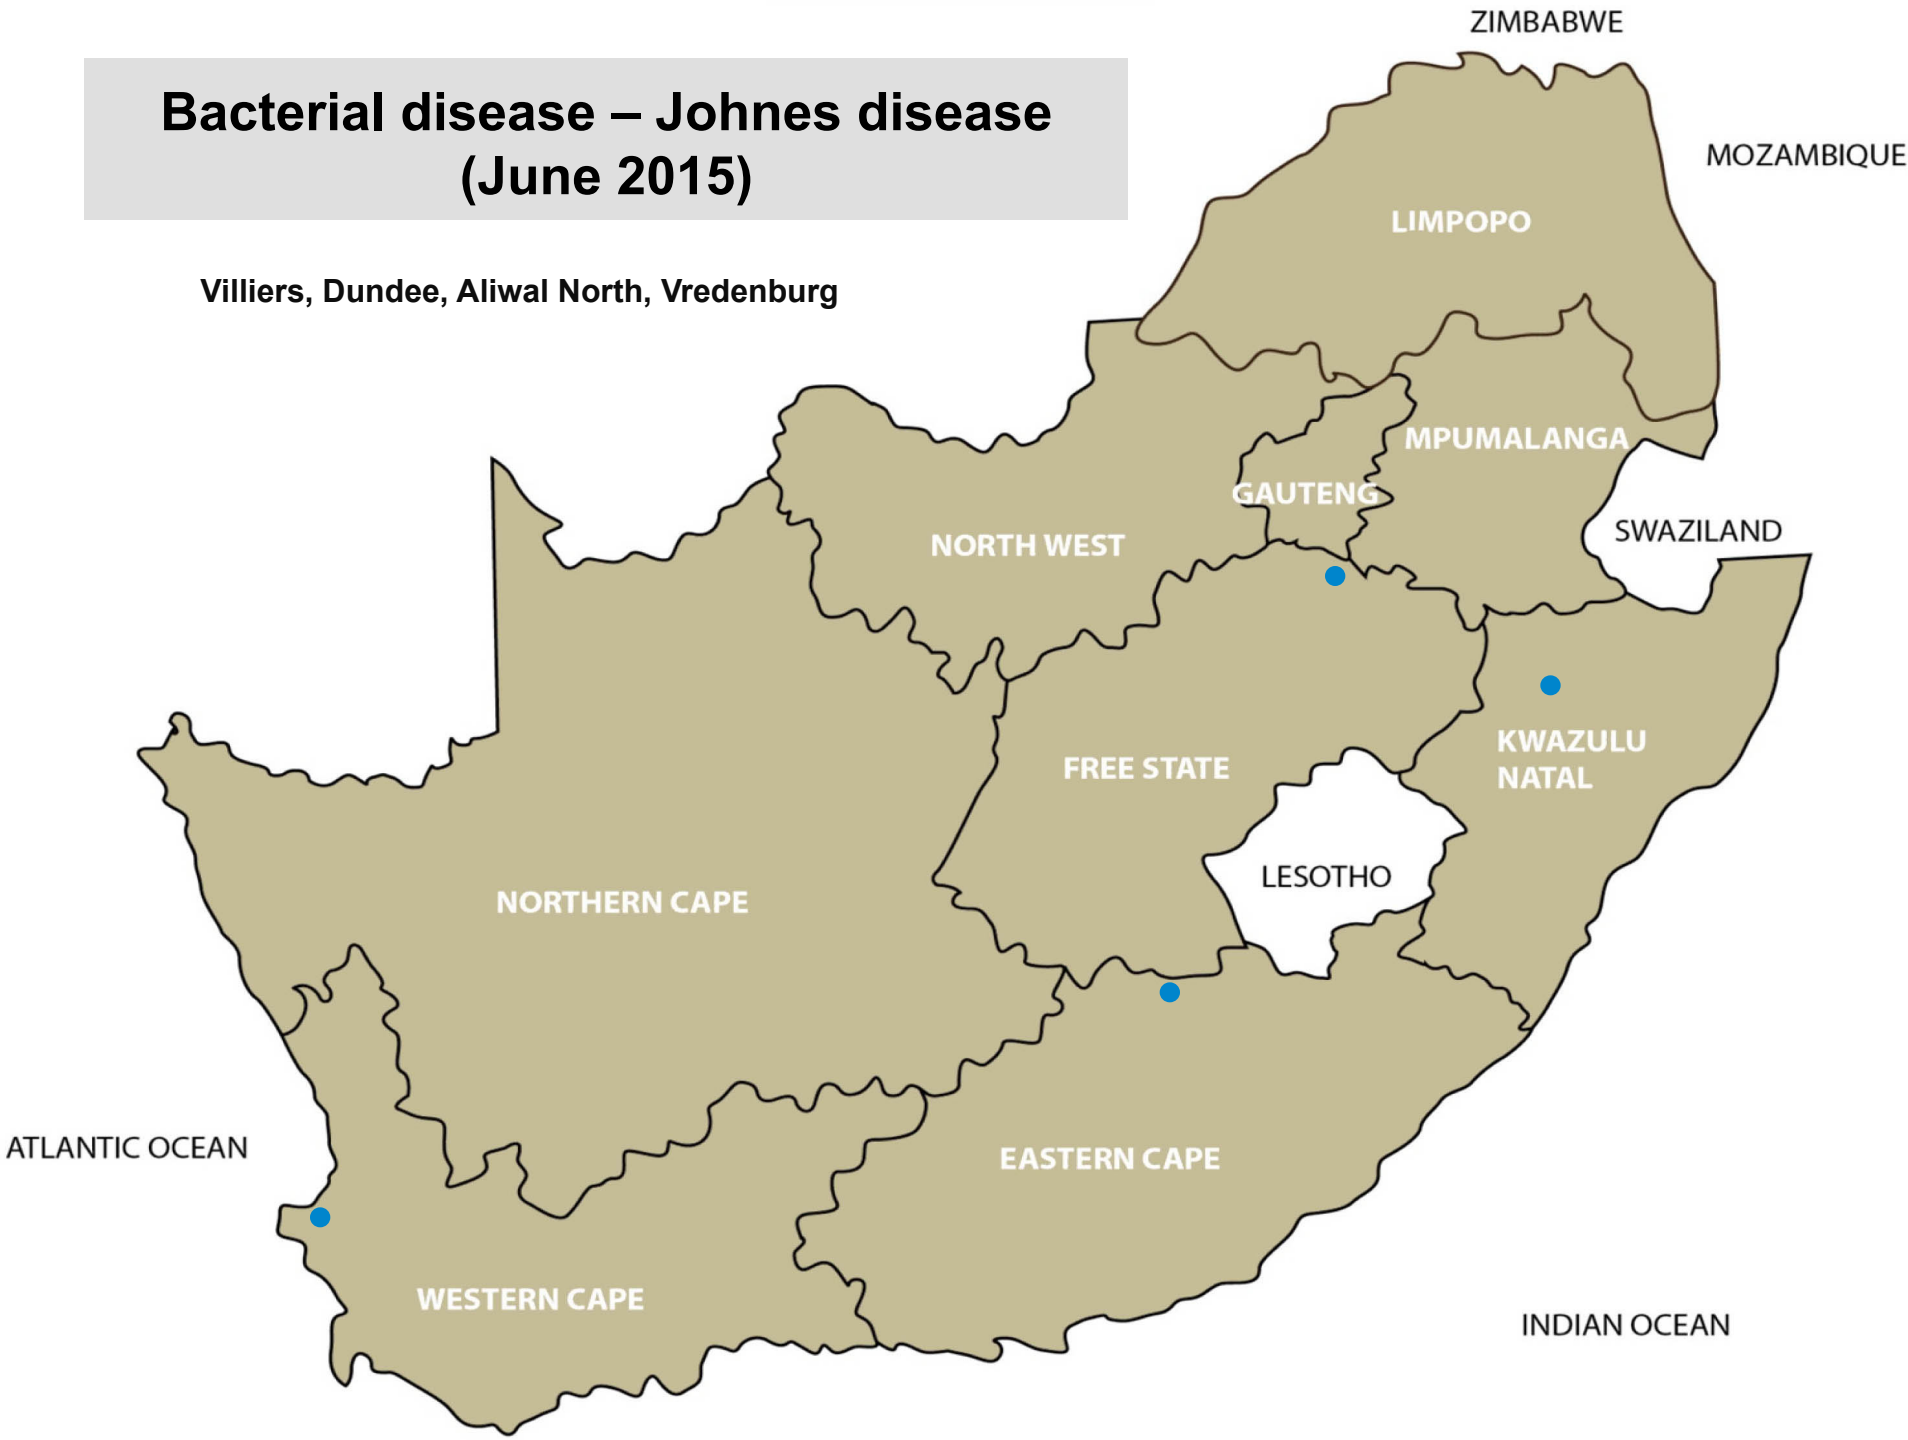 ZIMBABWE
Bacterial disease – Johnes disease
(June 2015)
MOZAMBIQUE
LIMPOPO
Villiers, Dundee, Aliwal North, Vredenburg
MPUMALANGA
GAUTENG
SWAZILAND
NORTH WEST
KWAZULU
NATAL
FREE STATE
LESOTHO
NORTHERN CAPE
ATLANTIC OCEAN
EASTERN CAPE
WESTERN CAPE
INDIAN OCEAN